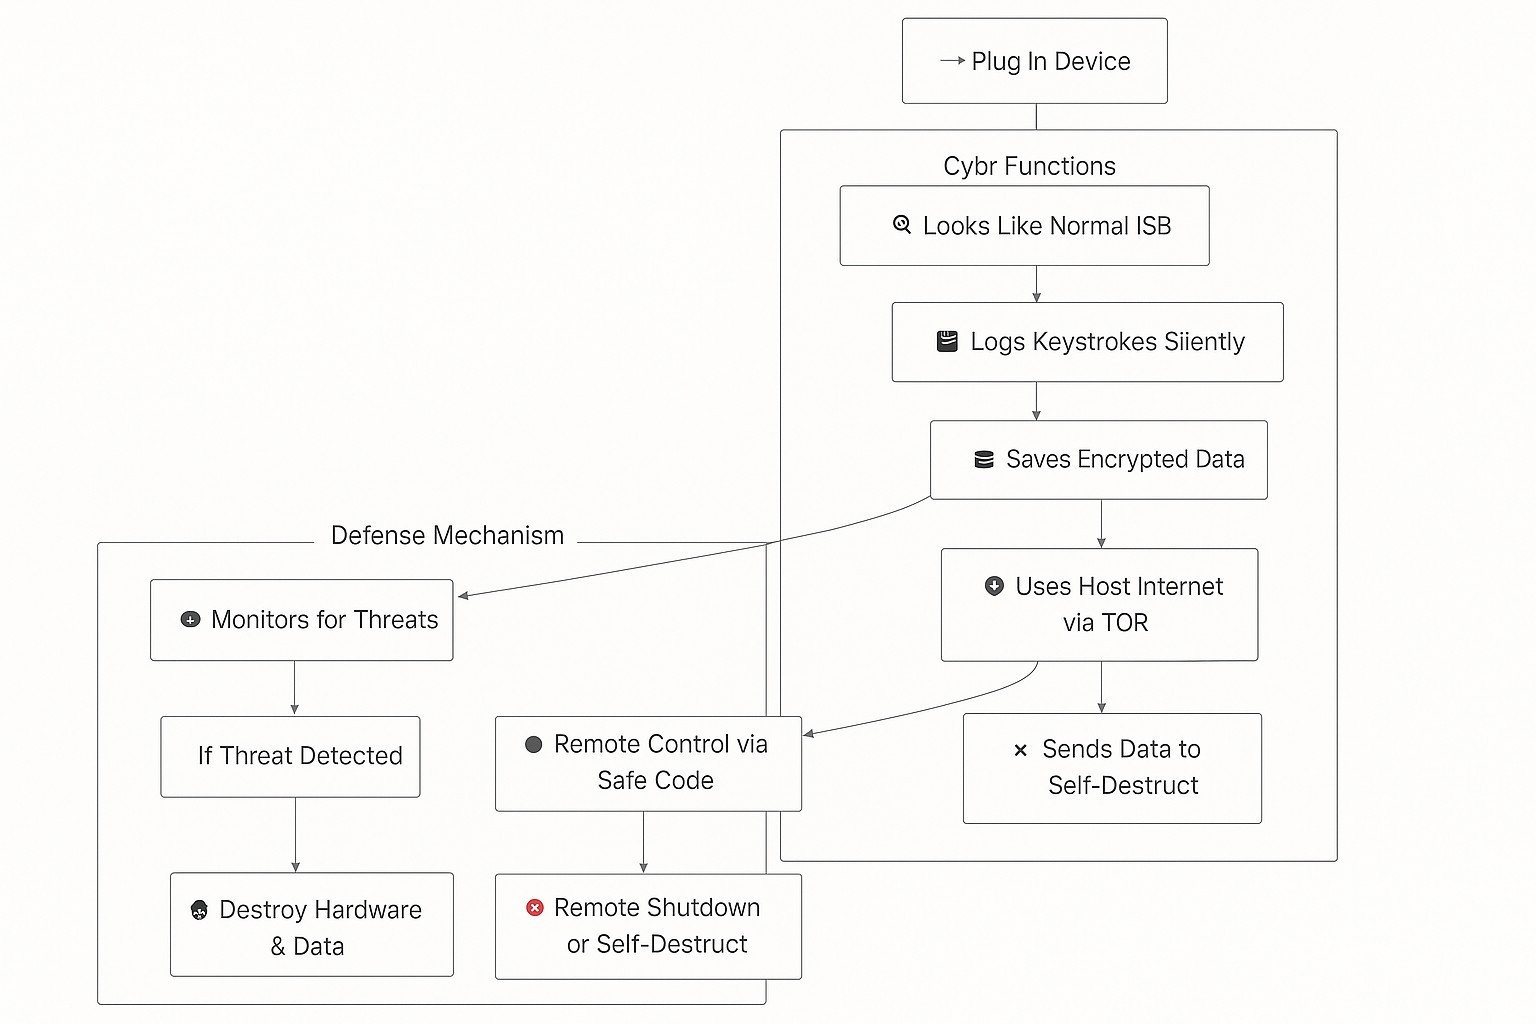 Plug In Device
Cybr Functions
Looks Like Normal ISB
Logs Keystrokes Siiently
Saves Encrypted Data
Uses Host Internet
via TOR
Sends Data to
Self-Destruct
Defense Mechanism
Monitors for Threats
If Threat Detected
Destroy Hardware
& Data
Remote Control via
Safe Code
Remote Shutdown
or Self-Destruct